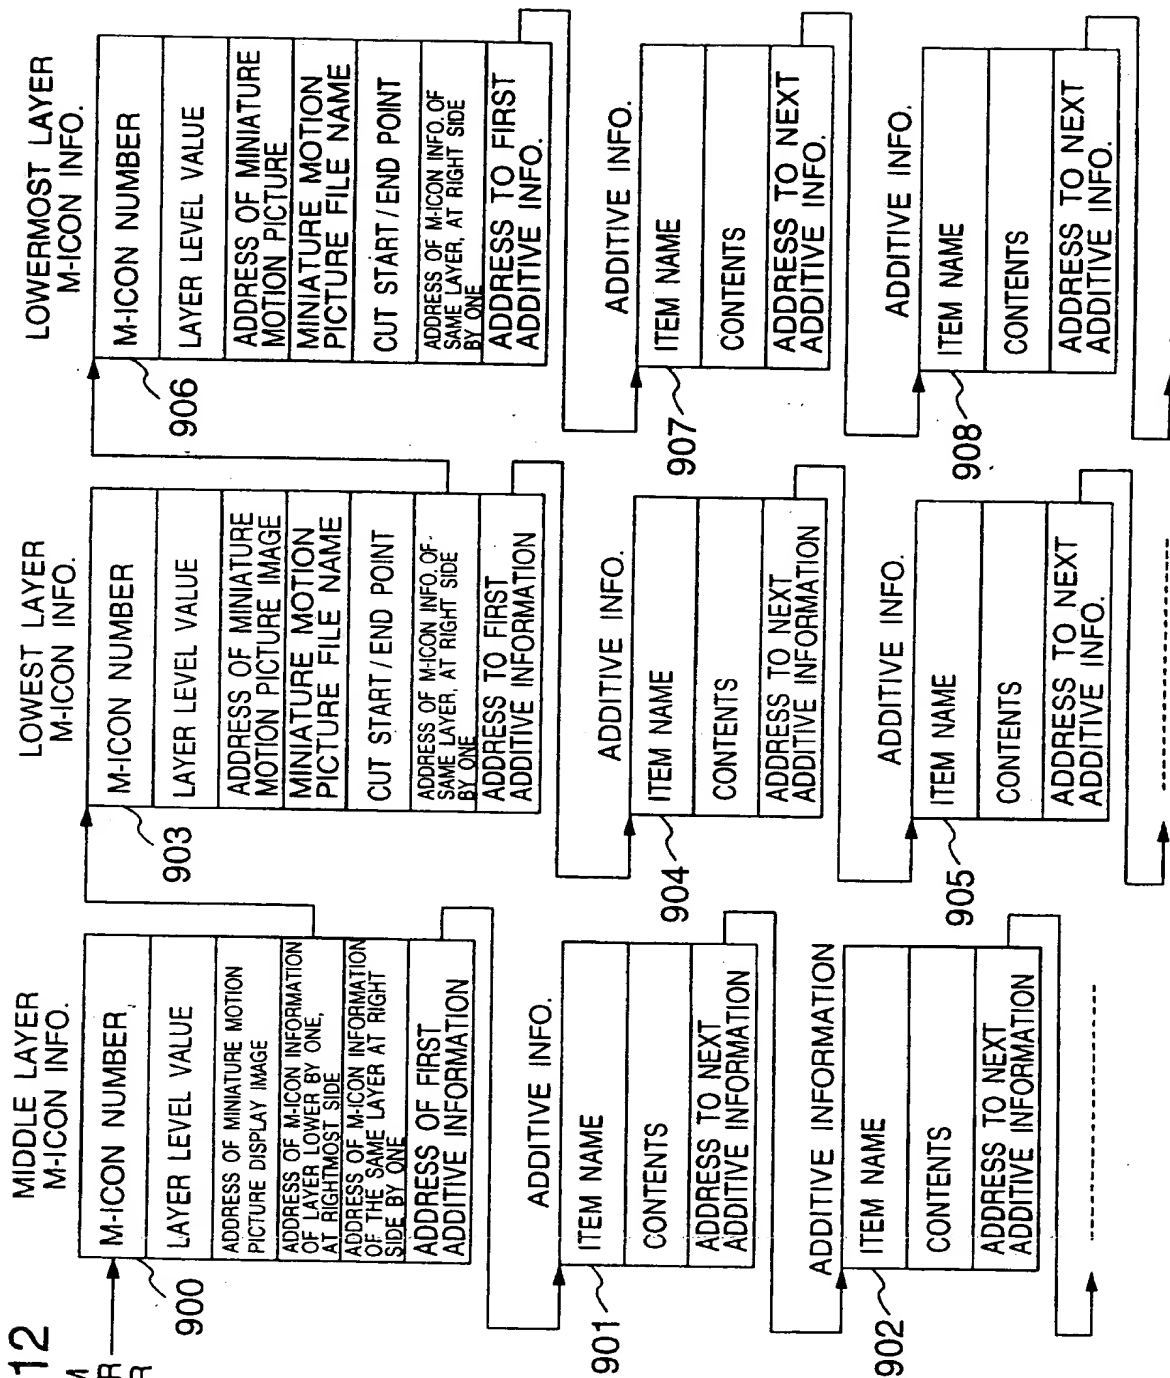 12
M
R
R
MIDDLE LAYER
M-ICON INFO.
900
M-ICON NUMBER
LAYER LEVEL VALUE
ADDRESS OF MINIATURE MOTION
PICTURE DISPLAY IMAGE
ADDRESS OF M-ICON INFORMATION
OF LAYER LOWER BY ONE,
AT RIGHTMOST SIDE
ADDRESS OF M-ICON INFORMATION
OF THE SAME LAYER AT RIGHT
SIDE BY ONE
ADDRESS OF FIRST
ADDITIVE INFORMATION
ADDITIVE INFO.
901
ITEM NAME
CONTENTS
ADDRESS TO NEXT
ADDITIVE INFORMATION
ADDITIVE INFORMATION
902
ITEM NAME
CONTENTS
ADDRESS TO NEXT
ADDITIVE INFORMATION
LOWEST LAYER
M-ICON INFO.
903
M-ICON NUMBER
LAYER LEVEL VALUE
ADDRESS OF MINIATURE
MOTION PICTURE IMAGE
MINIATURE MOTION
PICTURE FILE NAME
CUT START/END POINT
ADDRESS OF M-ICON INFO. OF
SAME LAYER, AT RIGHT SIDE
BY ONE
ADDRESS TO FIRST
ADDITIVE INFORMATION
ADDITIVE INFO.
904
ITEM NAME
CONTENTS
ADDRESS TO NEXT
ADDITIVE INFORMATION
ADDITIVE INFO.
905
ITEM NAME
CONTENTS
ADDRESS TO NEXT
ADDITIVE INFO.
LOWERMOST LAYER
M-ICON INFO.
906
M-ICON NUMBER
LAYER LEVEL VALUE
ADDRESS OF MINIATURE
MOTION PICTURE
MINIATURE MOTION
PICTURE FILE NAME
CUT START/END POINT
ADDRESS OF M-ICON INFO. OF
SAME LAYER, AT RIGHT SIDE
BY ONE
ADDRESS TO FIRST
ADDITIVE INFO.
ADDITIVE INFO.
907
ITEM NAME
CONTENTS
ADDRESS TO NEXT
ADDITIVE INFO.
ADDITIVE INFO.
908
ITEM NAME
CONTENTS
ADDRESS TO NEXT
ADDITIVE INFO.